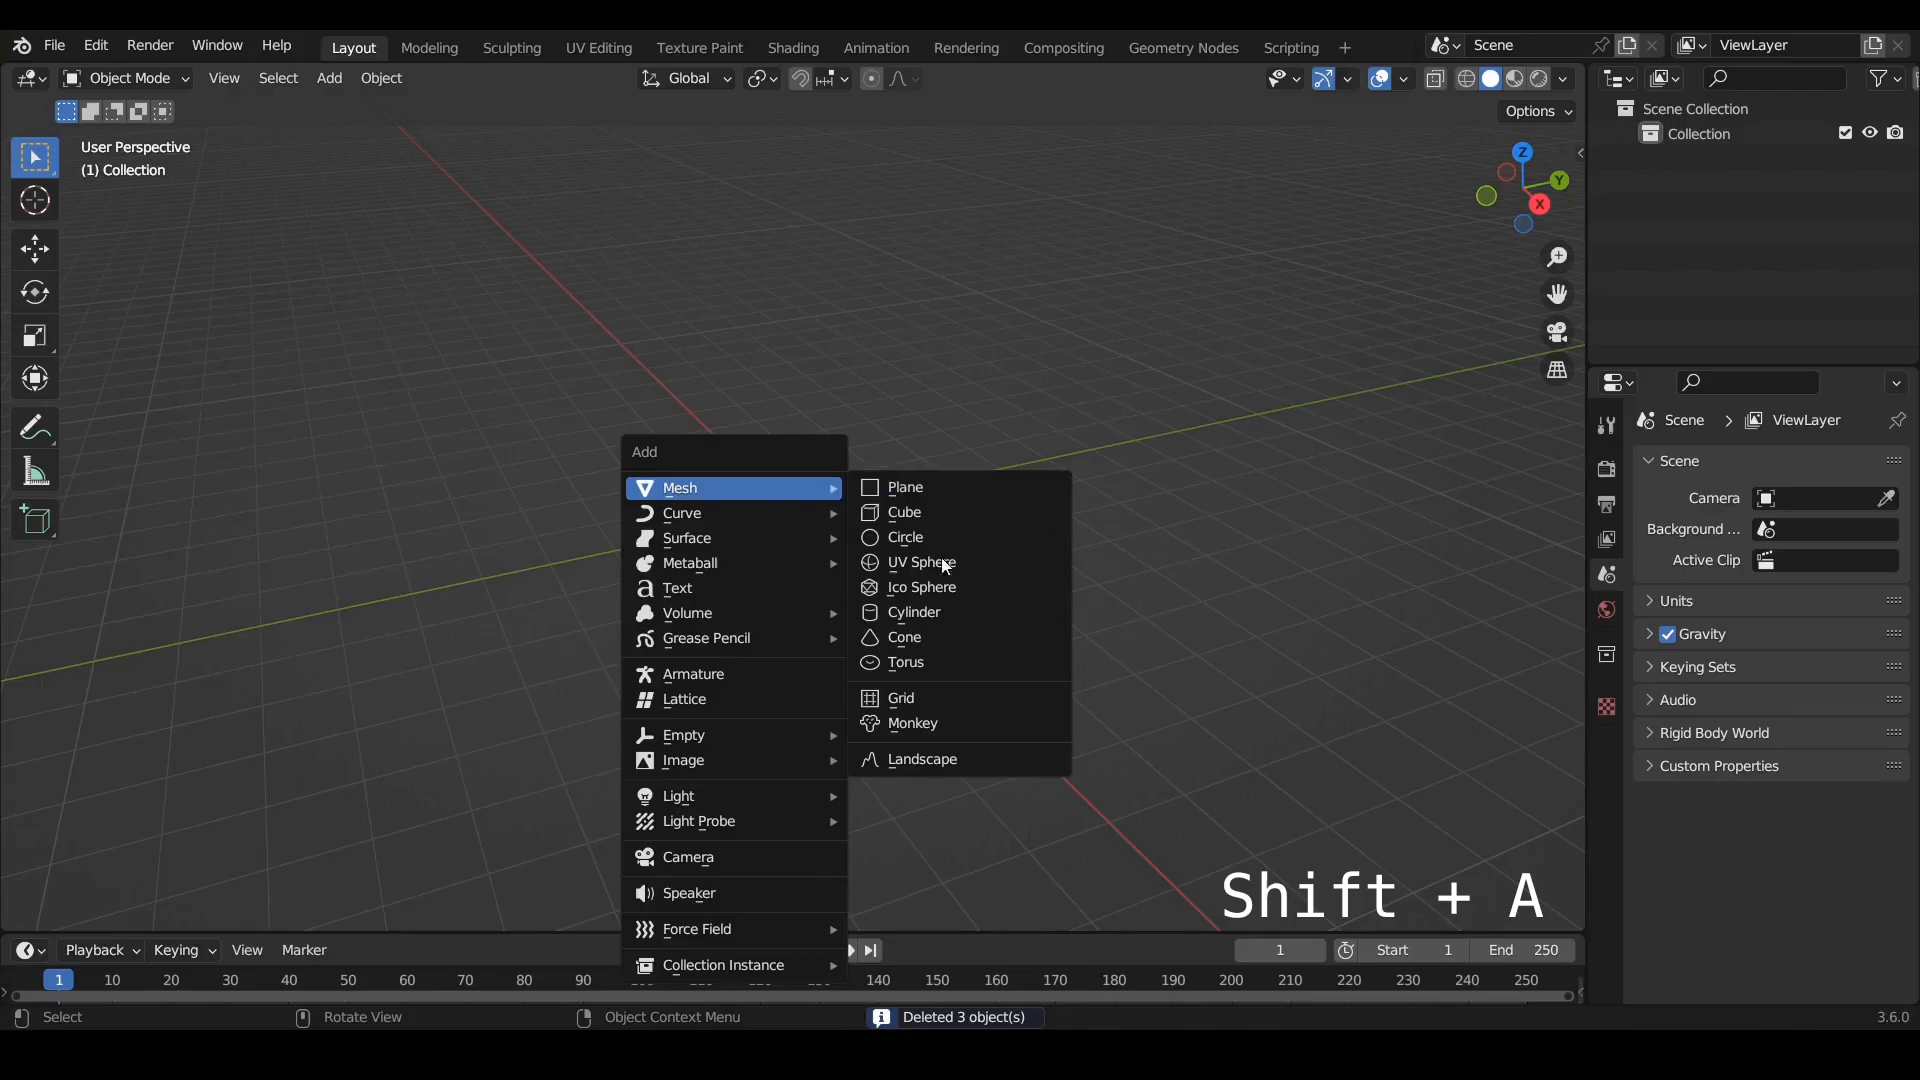 File Edit Render Window Help Layout Modeling Sculpting UV Editing Texture Paint Shading Animation Rendering Compositing Geometry Nodes Scripting + Scene ViewLayer
Object Mode View Select Add Object Global
Options
User Perspective
(1) Collection
Z
Y
X
Scene Collection
Collection
Scene > ViewLayer
Scene
Camera
Background ...
Active Clip
Units
Gravity
Keying Sets
Audio
Rigid Body World
Custom Properties
Add
Mesh
Curve
Surface
Metaball
Text
Volume
Grease Pencil
Armature
Lattice
Empty
Image
Light
Light Probe
Camera
Speaker
Force Field
Collection Instance
Plane
Cube
Circle
UV Sphere
Ico Sphere
Cylinder
Cone
Torus
Grid
Monkey
Landscape
Shift + A
Playback Keying View Marker 1 Start 1 End 250
1 10 20 30 40 50 60 70 80 90 140 150 160 170 180 190 200 210 220 230 240 250
Select Rotate View Object Context Menu Deleted 3 object(s) 3.6.0